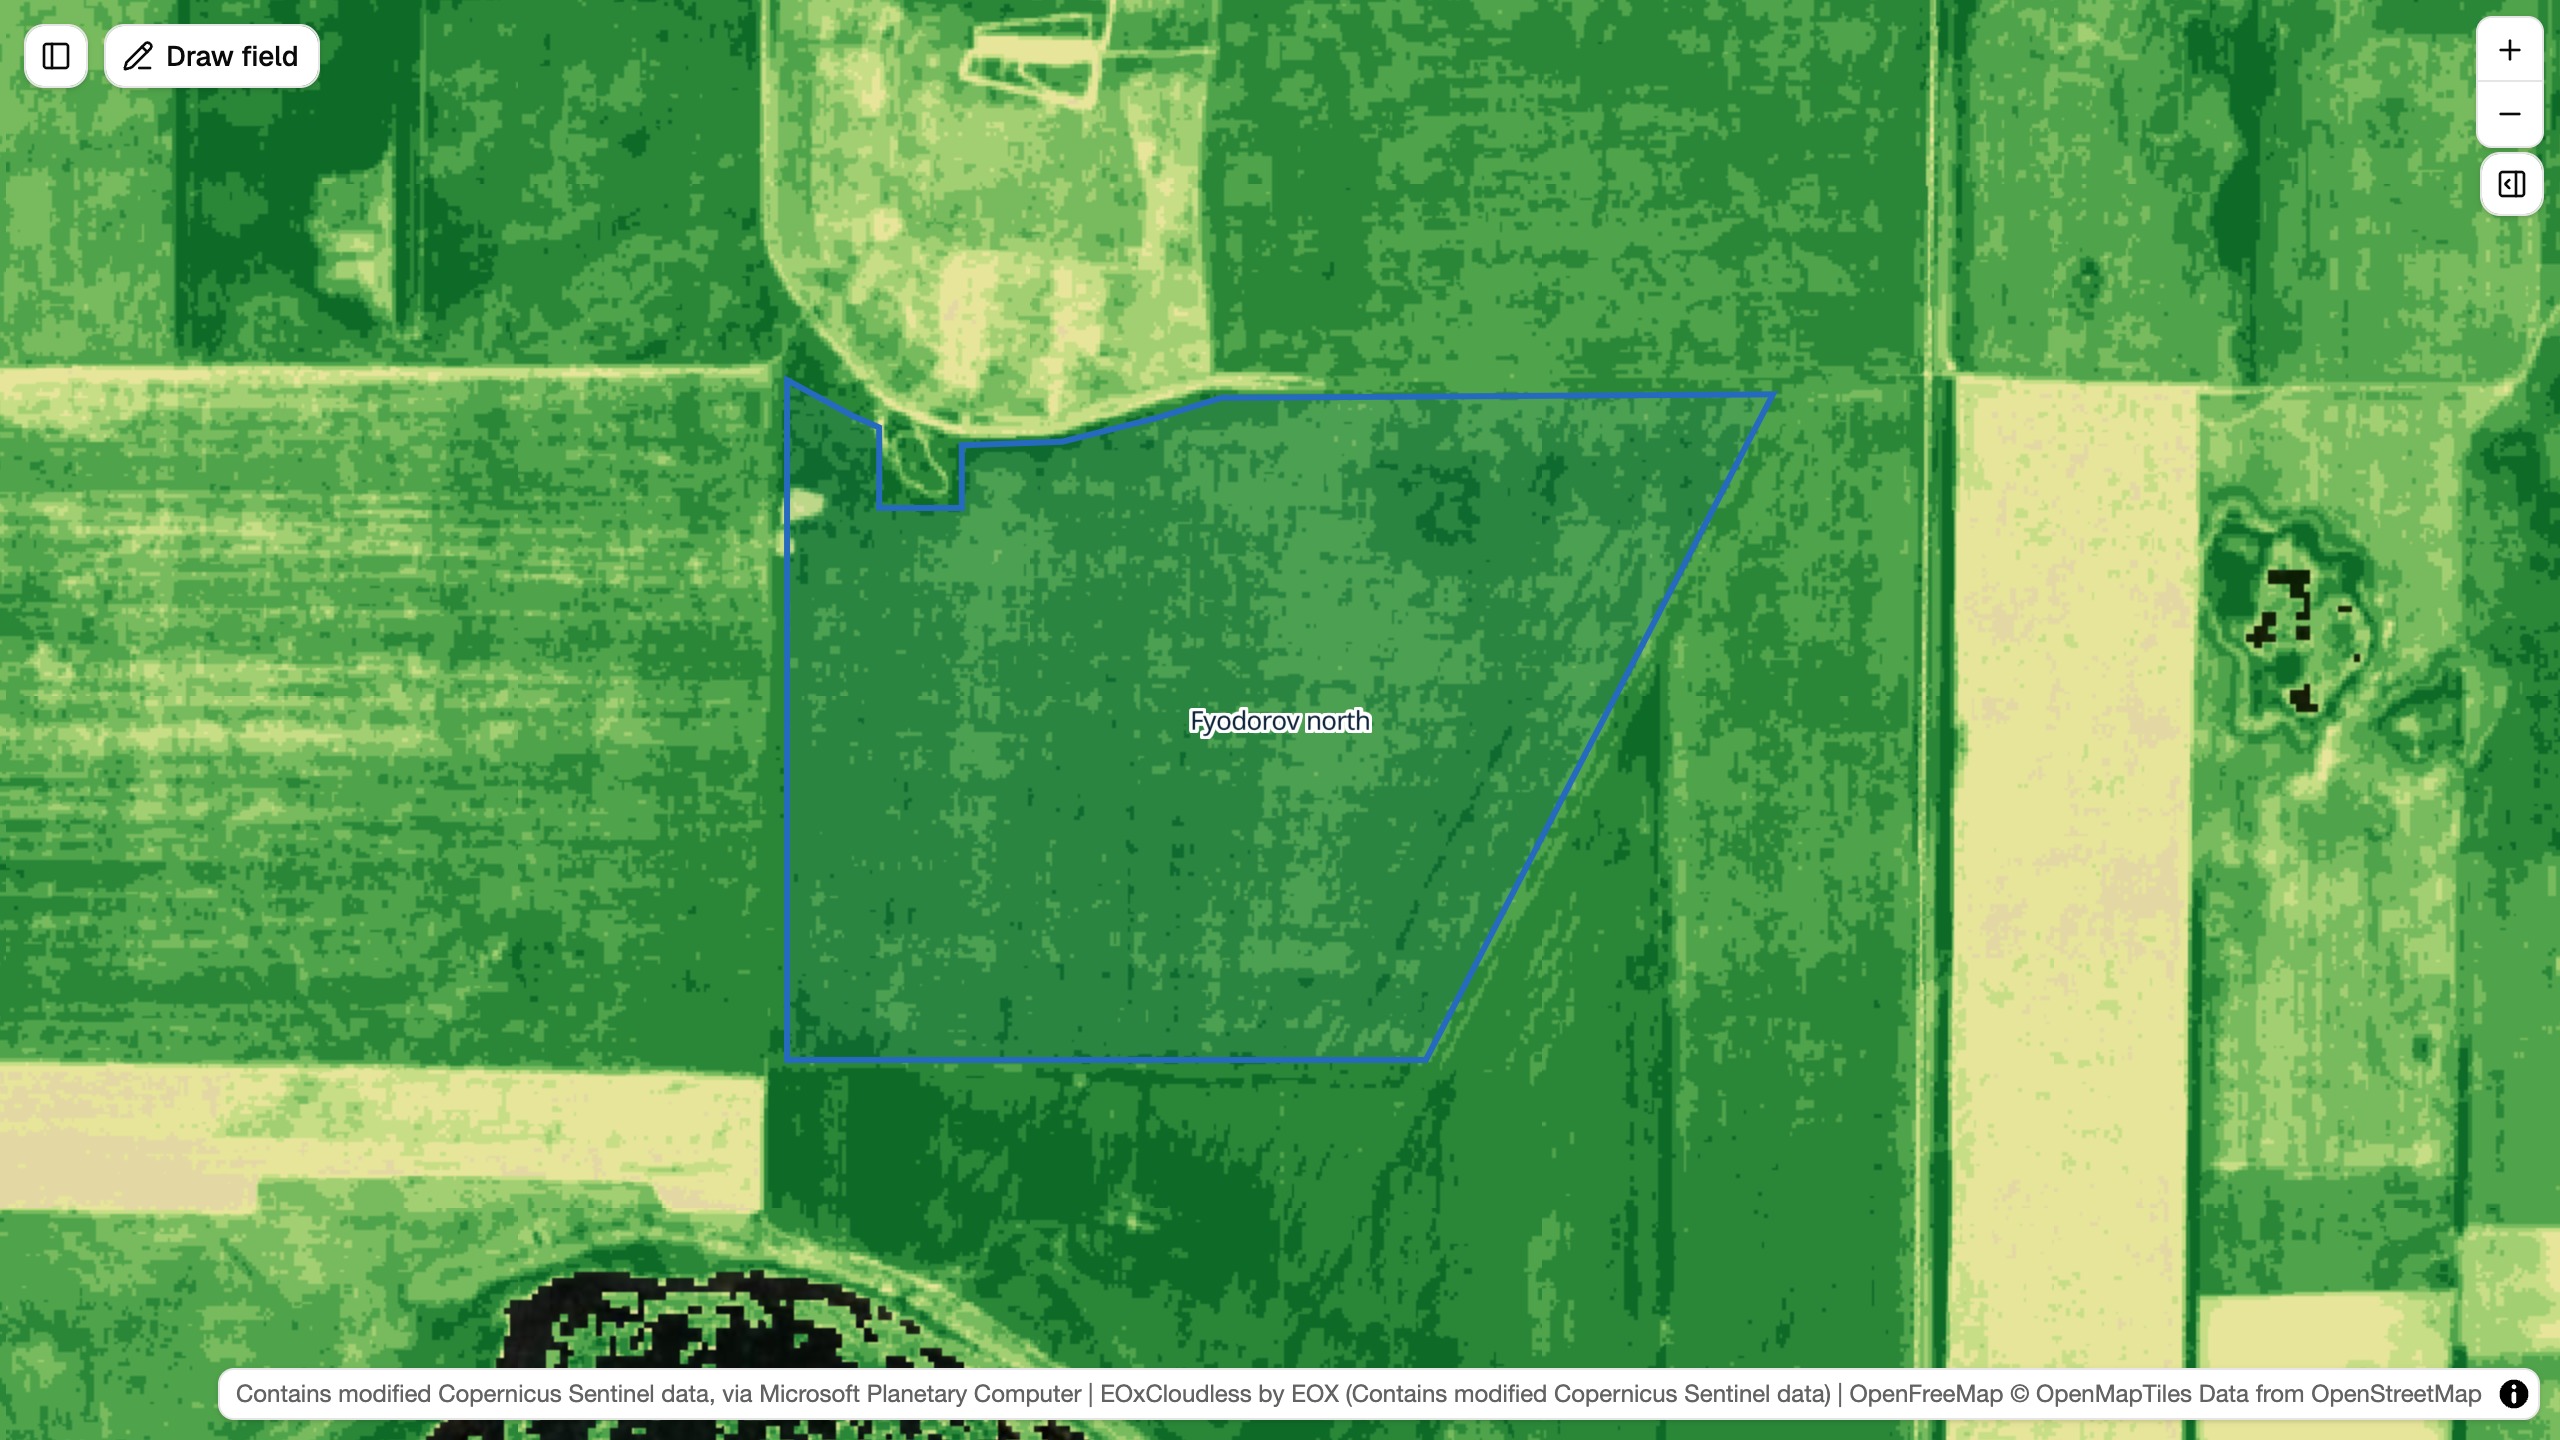 Draw field
Fyodorov north
Contains modified Copernicus Sentinel data, via Microsoft Planetary Computer | EOxCloudless by EOX (Contains modified Copernicus Sentinel data) | OpenFreeMap © OpenMapTiles Data from OpenStreetMap